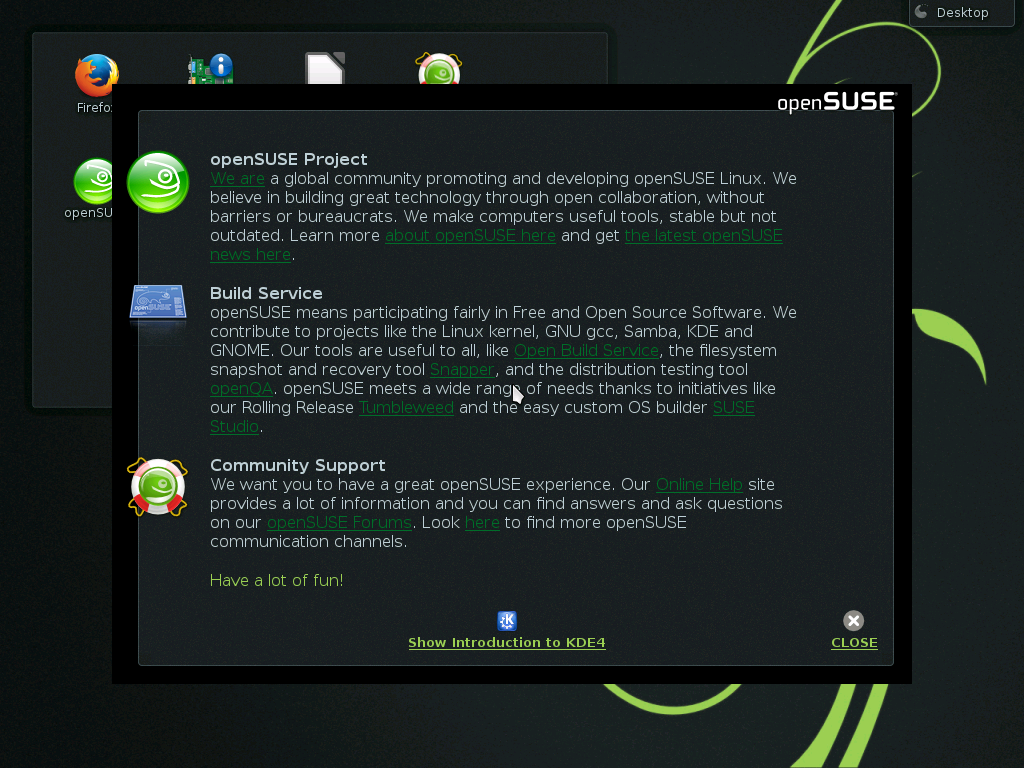 Desktop
Firefo
openSU
openSUSE
openSUSE Project
We are a global community promoting and developing openSUSE Linux. We
believe in building great technology through open collaboration, without
barriers or bureaucrats. We make computers useful tools, stable but not
outdated. Learn more about openSUSE here and get the latest openSUSE
news here.
Build Service
openSUSE means participating fairly in Free and Open Source Software. We
contribute to projects like the Linux kernel, GNU gcc, Samba, KDE and
GNOME. Our tools are useful to all, like Open Build Service, the filesystem
snapshot and recovery tool Snapper, and the distribution testing tool
openQA. openSUSE meets a wide range of needs thanks to initiatives like
our Rolling Release Tumbleweed and the easy custom OS builder SUSE
Studio.
Community Support
We want you to have a great openSUSE experience. Our Online Help site
provides a lot of information and you can find answers and ask questions
on our openSUSE Forums. Look here to find more openSUSE
communication channels.
Have a lot of fun!
Show Introduction to KDE4
CLOSE